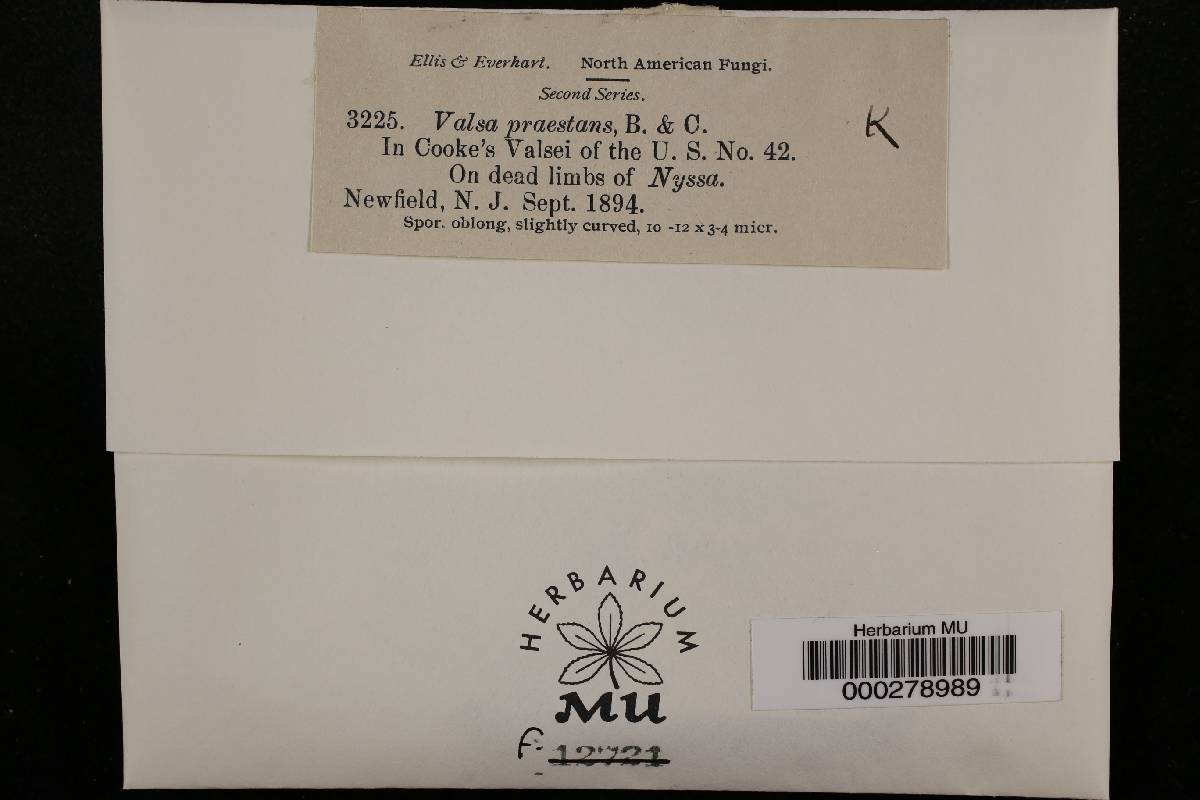 Ellis & Everhart. North American Fungi.
Second Series.
3225. Valsa praestans, B. & C.
In Cooke's Valsei of the U. S. No. 42.
On dead limbs of Nyssa.
Newfield, N. J. Sept. 1894.
Spor. oblong, slightly curved, 10 -12 x 3-4 micr.
K
HERBARIUM
MU
F- 12721
Herbarium MU
000278989